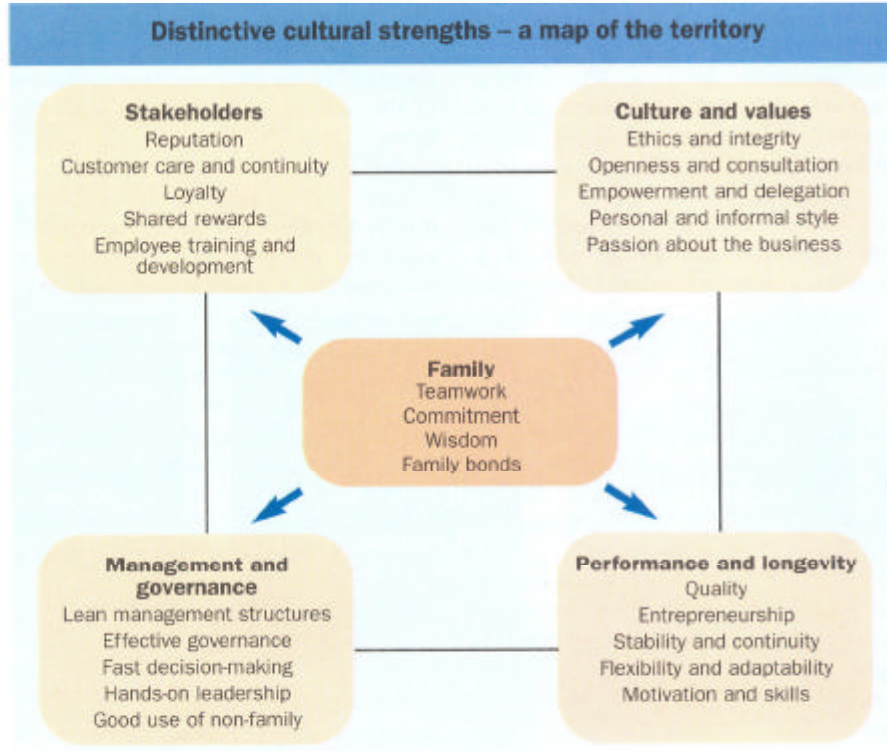 Distinctive cultural strengths – a map of the territory
Stakeholders
Reputation
Customer care and continuity
Loyalty
Shared rewards
Employee training and
development
Culture and values
Ethics and integrity
Openness and consultation
Empowerment and delegation
Personal and informal style
Passion about the business
Family
Teamwork
Commitment
Wisdom
Family bonds
Management and
governance
Lean management structures
Effective governance
Fast decision-making
Hands-on leadership
Good use of non-family
Performance and longevity
Quality
Entrepreneurship
Stability and continuity
Flexibility and adaptability
Motivation and skills